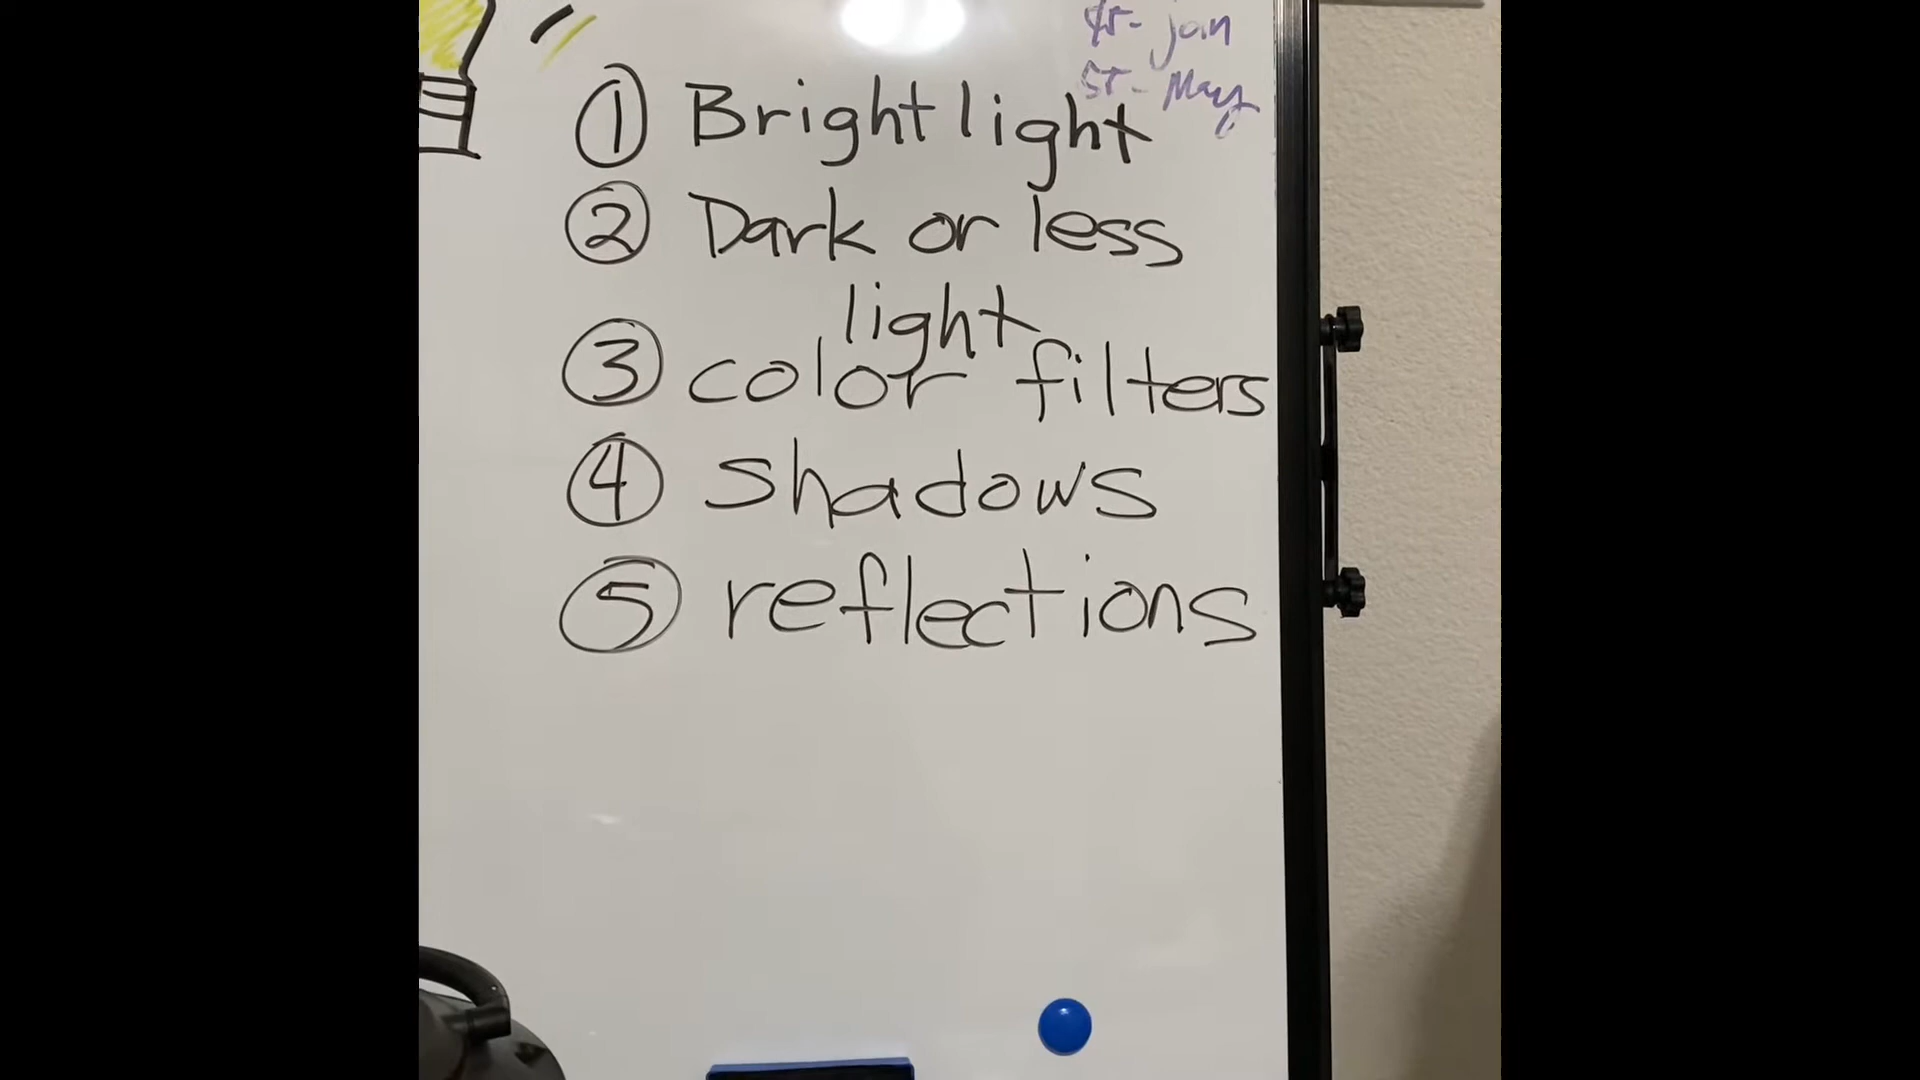 ① Bright light
② Dark or less
light
③ color filters
④ shadows
⑤ reflections